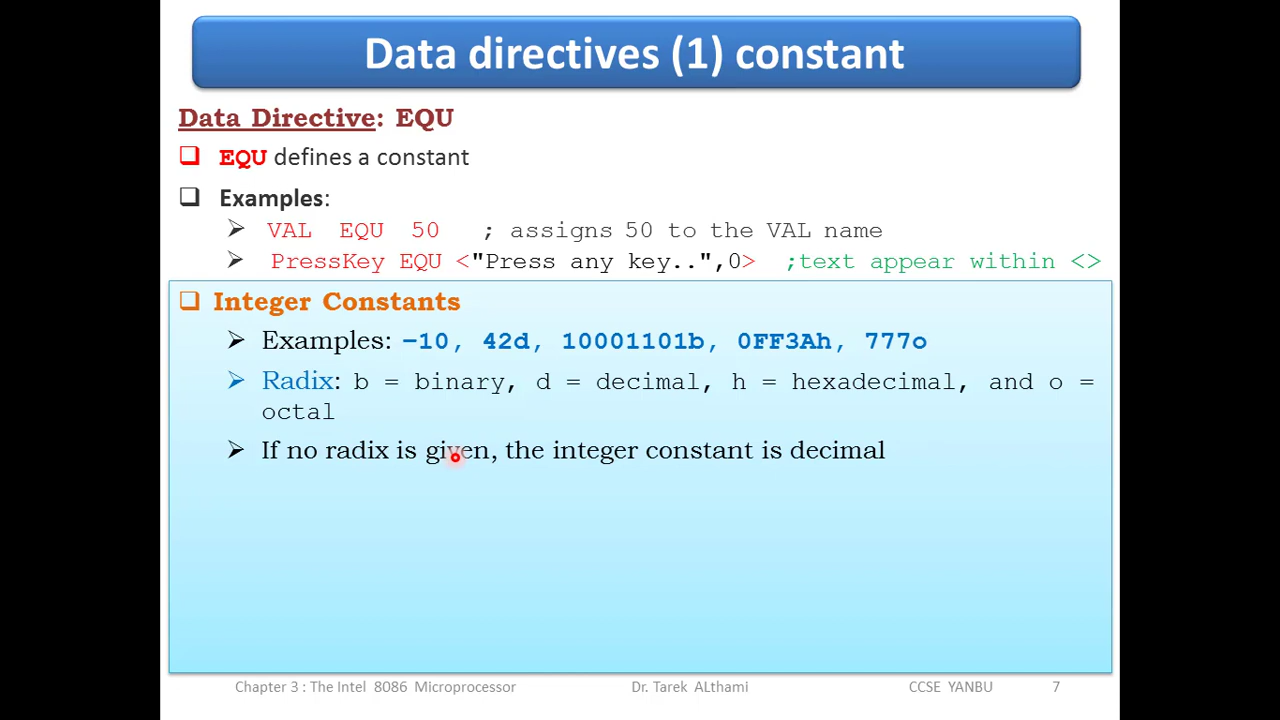 Data directives (1) constant
Data Directive: EQU
EQU defines a constant
Examples:
VAL EQU 50 ; assigns 50 to the VAL name
PressKey EQU <"Press any key..",0> ;text appear within <>
Integer Constants
Examples: –10, 42d, 10001101b, 0FF3Ah, 777o
Radix: b = binary, d = decimal, h = hexadecimal, and o =
octal
If no radix is given, the integer constant is decimal
Chapter 3 : The Intel 8086 Microprocessor Dr. Tarek ALthami CCSE YANBU 7